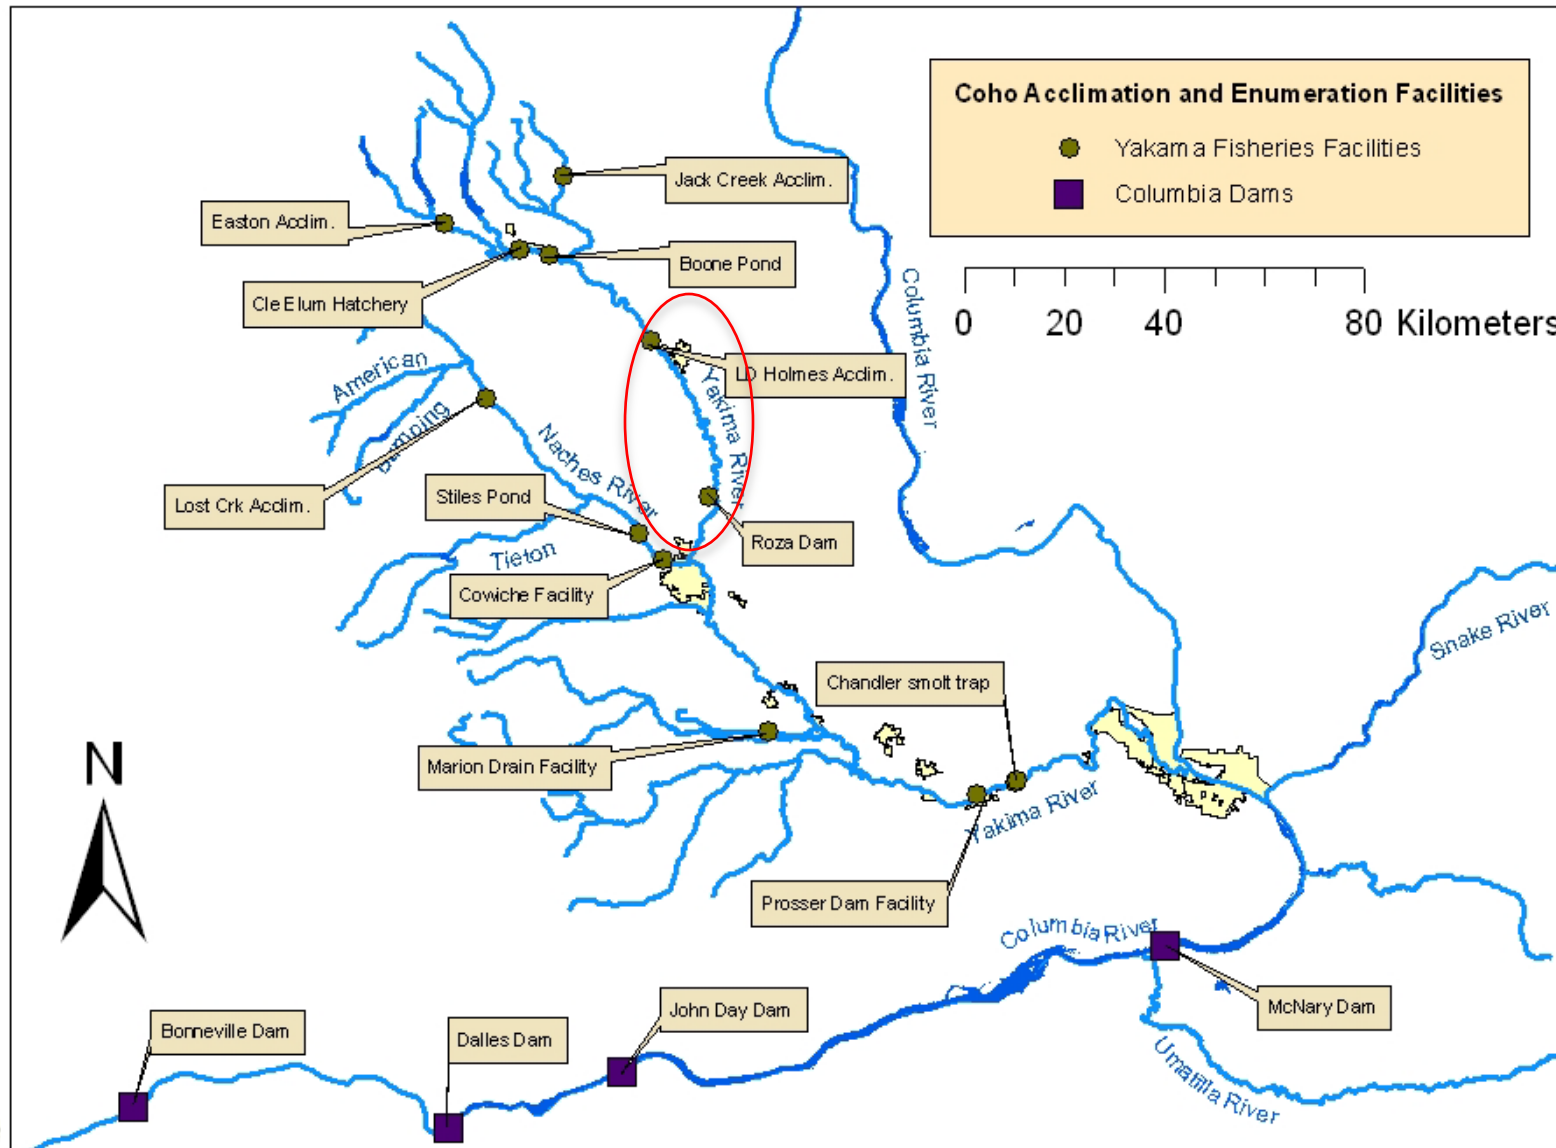 Coho Acclimation and Enumeration Facilities
Yakama Fisheries Facilities
Columbia Dams
0 20 40 80 Kilometers
Jack Creek Acclim.
Easton Acclim.
Boone Pond
Cle Elum Hatchery
LD Holmes Acclim.
Columbia River
American
Bumping
Yakima River
Naches River
Lost Crk Acclim.
Stiles Pond
Roza Dam
Tieton
Cowiche Facility
Snake River
Chandler smolt trap
Marion Drain Facility
Yakima River
N
Prosser Dam Facility
Columbia River
McNary Dam
John Day Dam
Bonneville Dam
Dalles Dam
Umatilla River